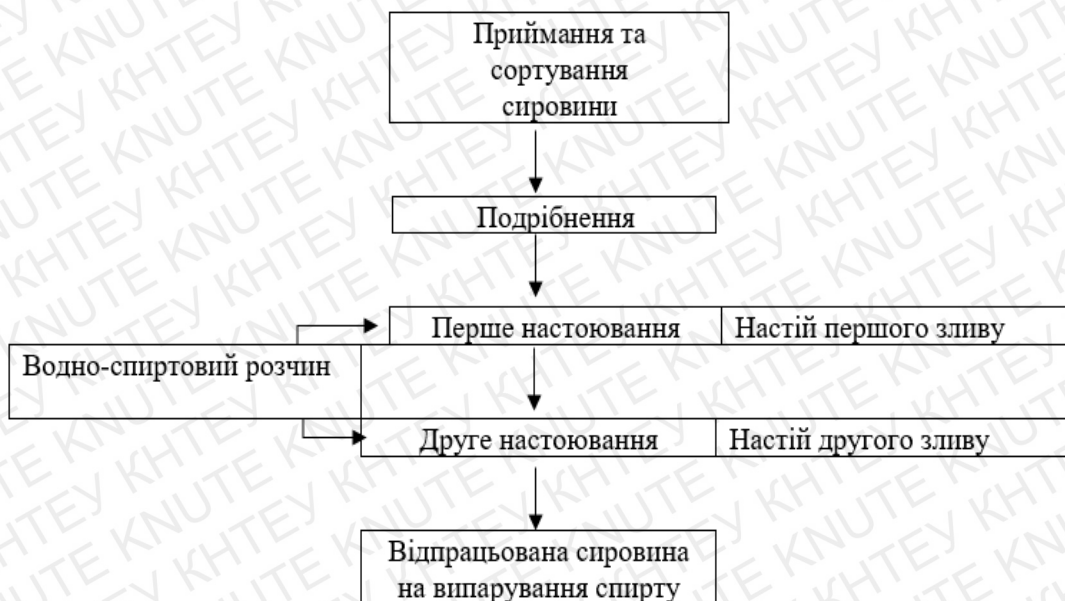 Приймання та
сортування
сировини
Подрібнення
Перше настоювання
Настій першого зливу
Водно-спиртовий розчин
Друге настоювання
Настій другого зливу
Відпрацьована сировина
на випарування спирту